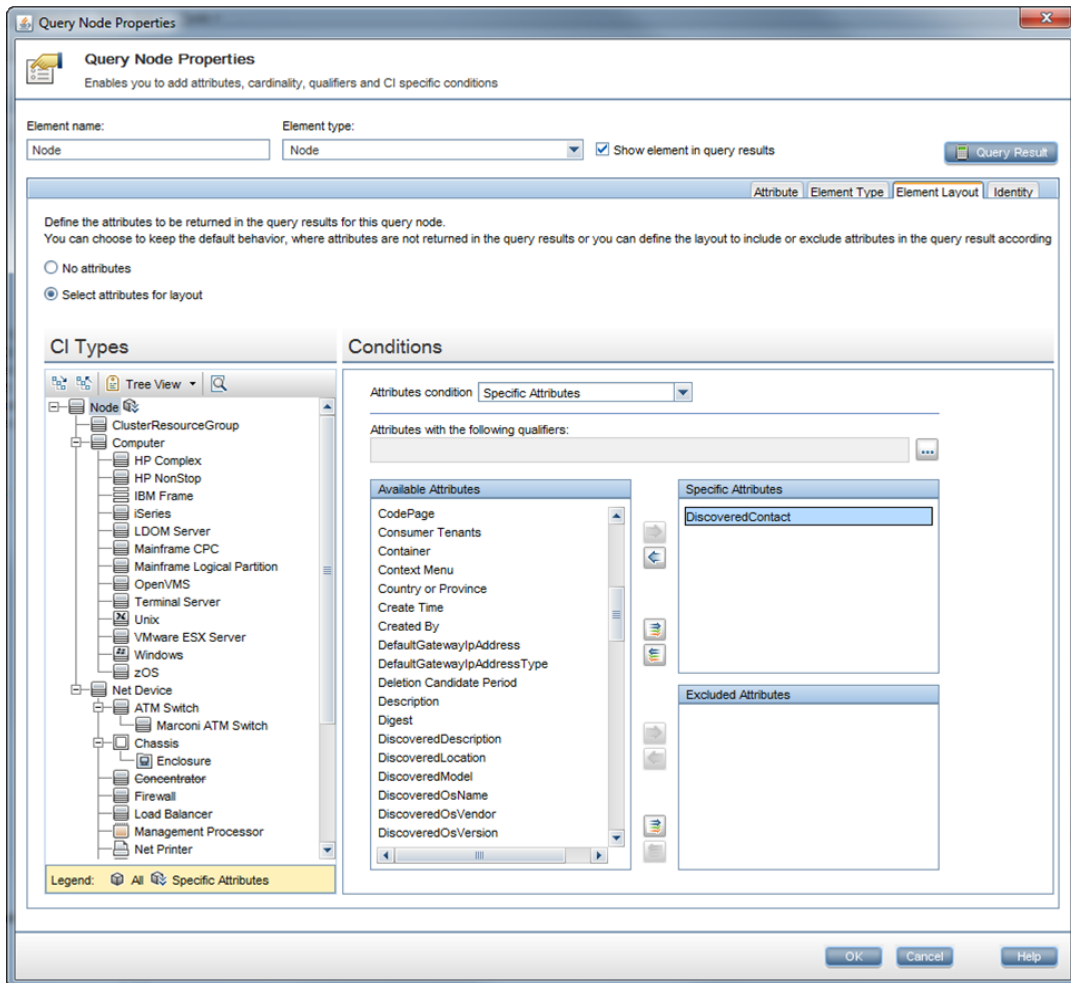 Query Node Properties
Query Node Properties
Enables you to add attributes, cardinality, qualifiers and CI specific conditions
Element name:
Element type:
Node
Node
Show element in query results
Query Result
Attribute
Element Type
Element Layout
Identity
Define the attributes to be returned in the query results for this query node.
You can choose to keep the default behavior, where attributes are not returned in the query results or you can define the layout to include or exclude attributes in the query result according
No attributes
Select attributes for layout
CI Types
Tree View
Node
ClusterResourceGroup
Computer
HP Complex
HP NonStop
IBM Frame
iSeries
LDOM Server
Mainframe CPC
Mainframe Logical Partition
OpenVMS
Terminal Server
Unix
VMware ESX Server
Windows
zOS
Net Device
ATM Switch
Marconi ATM Switch
Chassis
Enclosure
Concentrator
Firewall
Load Balancer
Management Processor
Net Printer
Legend: All Specific Attributes
Conditions
Attributes condition Specific Attributes
Attributes with the following qualifiers:
...
Available Attributes
CodePage
Consumer Tenants
Container
Context Menu
Country or Province
Create Time
Created By
DefaultGatewayIpAddress
DefaultGatewayIpAddressType
Deletion Candidate Period
Description
Digest
DiscoveredDescription
DiscoveredLocation
DiscoveredModel
DiscoveredOsName
DiscoveredOsVendor
DiscoveredOsVersion
Specific Attributes
DiscoveredContact
Excluded Attributes
OK
Cancel
Help